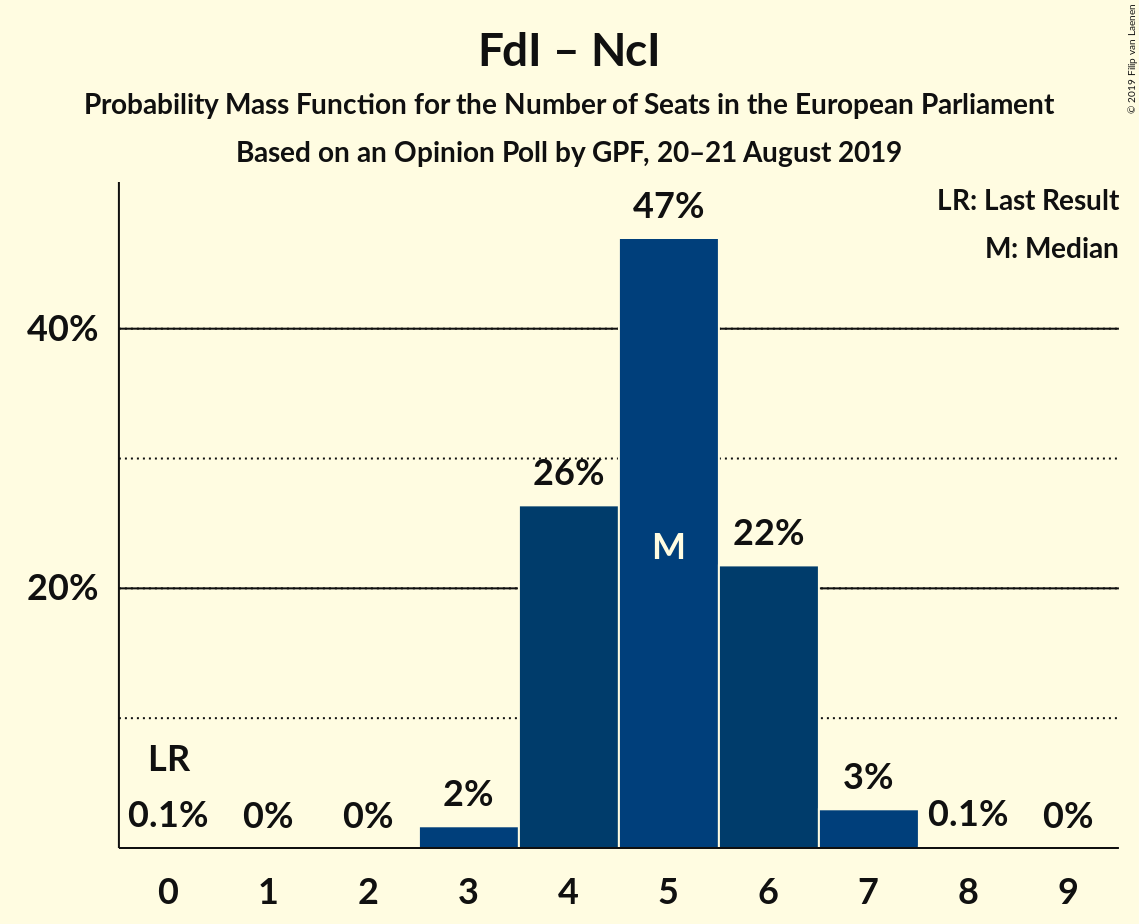 FdI – NcI
Probability Mass Function for the Number of Seats in the European Parliament
Based on an Opinion Poll by GPF, 20–21 August 2019
© 2019 Filip van Laenen
LR: Last Result
M: Median
47%
40%
26%
22%
M
20%
LR
0.1% 0% 0% 2% 3% 0.1% 0%
0 1 2 3 4 5 6 7 8 9